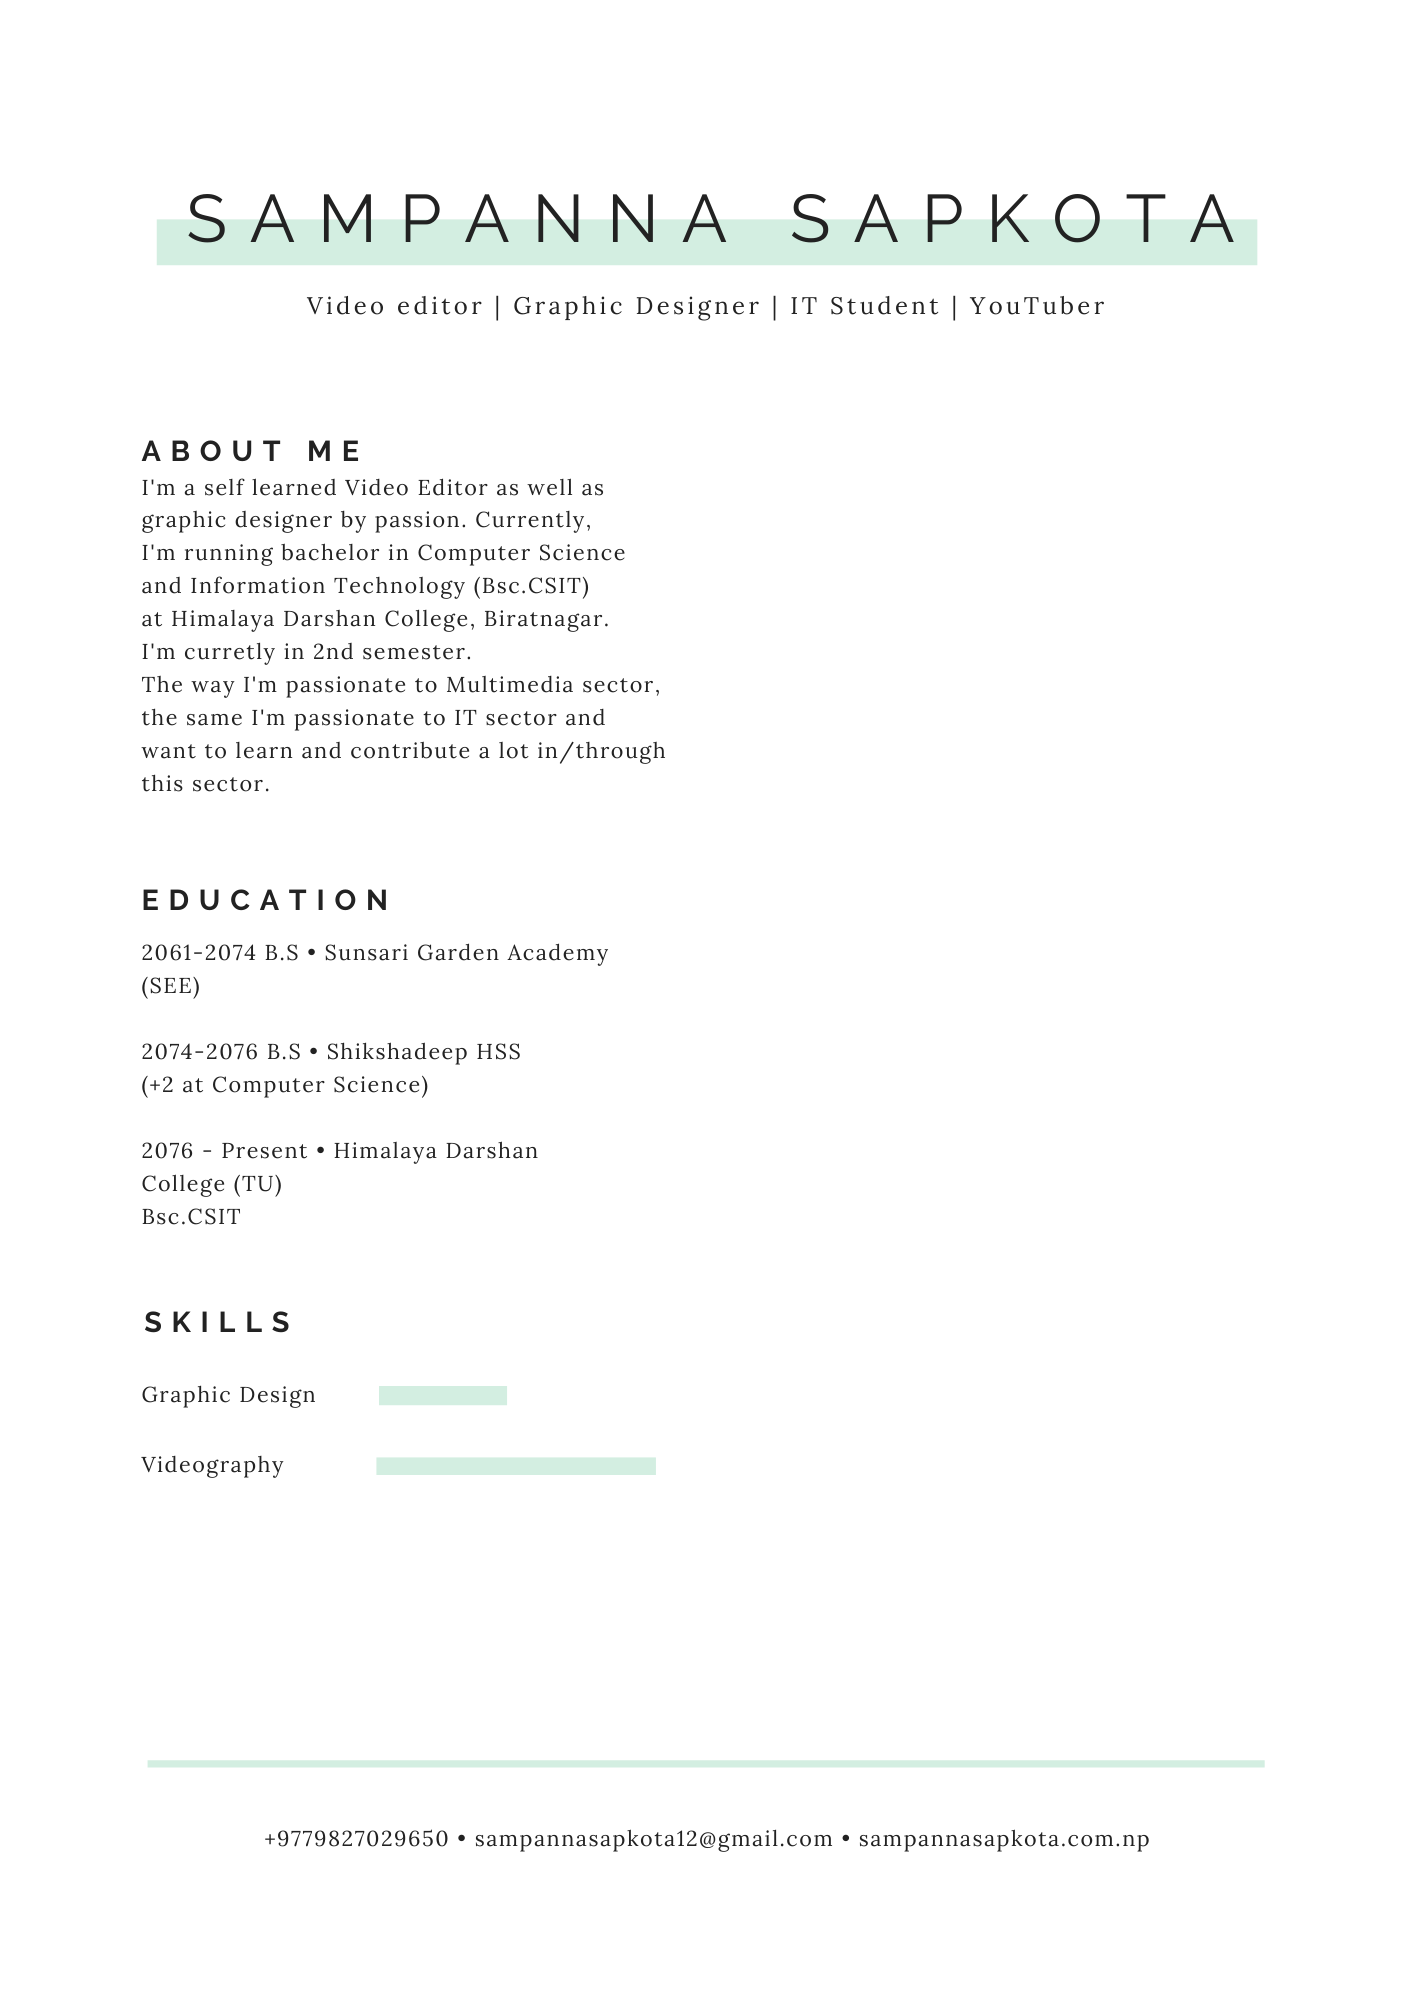 SAMPANNA SAPKOTA
Video editor | Graphic Designer | IT Student | YouTuber
ABOUT ME
I'm a self learned Video Editor as well as
graphic designer by passion. Currently,
I'm running bachelor in Computer Science
and Information Technology (Bsc.CSIT)
at Himalaya Darshan College, Biratnagar.
I'm curretly in 2nd semester.
The way I'm passionate to Multimedia sector,
the same I'm passionate to IT sector and
want to learn and contribute a lot in/through
this sector.
EDUCATION
2061-2074 B.S • Sunsari Garden Academy
(SEE)
2074-2076 B.S • Shikshadeep HSS
(+2 at Computer Science)
2076 - Present • Himalaya Darshan
College (TU)
Bsc.CSIT
SKILLS
Graphic Design
Videography
+9779827029650 • sampannasapkota12@gmail.com • sampannasapkota.com.np